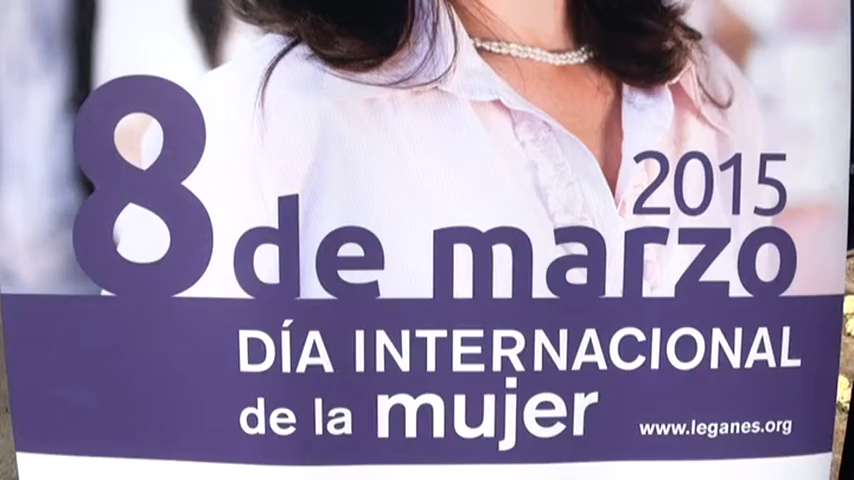 2015
8 de marzo
DÍA INTERNACIONAL
de la mujer
www.leganes.org